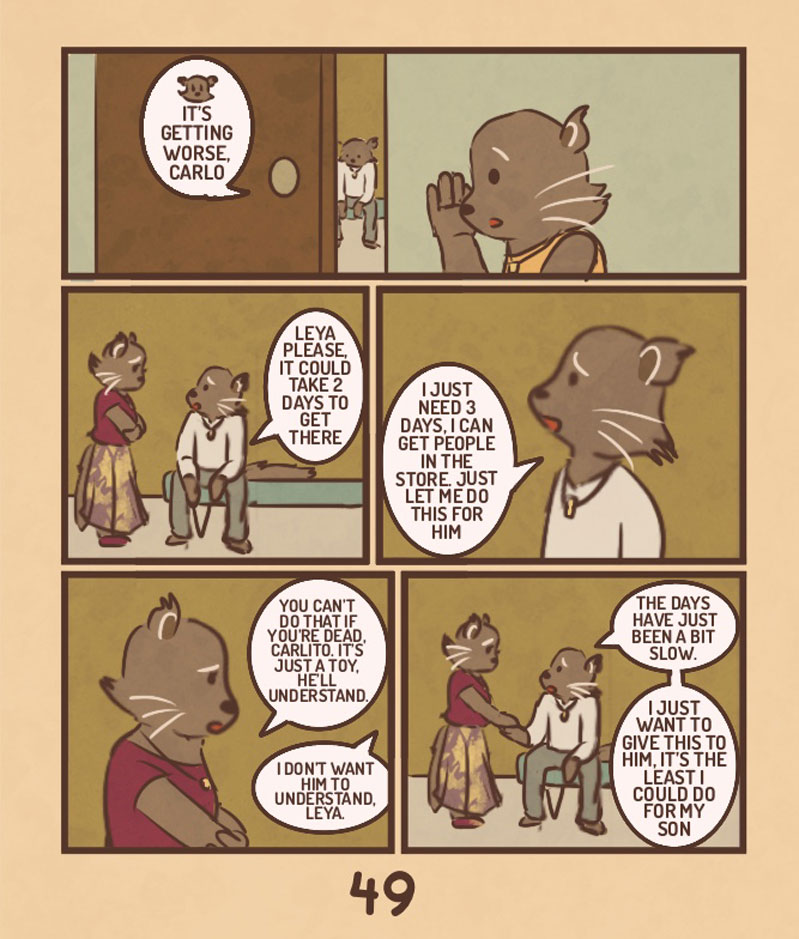 IT'S
GETTING
WORSE,
CARLO
LEYA
PLEASE,
IT COULD
TAKE 2
DAYS TO
GET
THERE
I JUST
NEED 3
DAYS, I CAN
GET PEOPLE
IN THE
STORE. JUST
LET ME DO
THIS FOR
HIM
YOU CAN'T
DO THAT IF
YOU'RE DEAD,
CARLITO. IT'S
JUST A TOY,
HE'LL
UNDERSTAND.
I DON'T WANT
HIM TO
UNDERSTAND,
LEYA.
THE DAYS
HAVE JUST
BEEN A BIT
SLOW.
I JUST
WANT TO
GIVE THIS TO
HIM, IT'S THE
LEAST I
COULD DO
FOR MY
SON
49